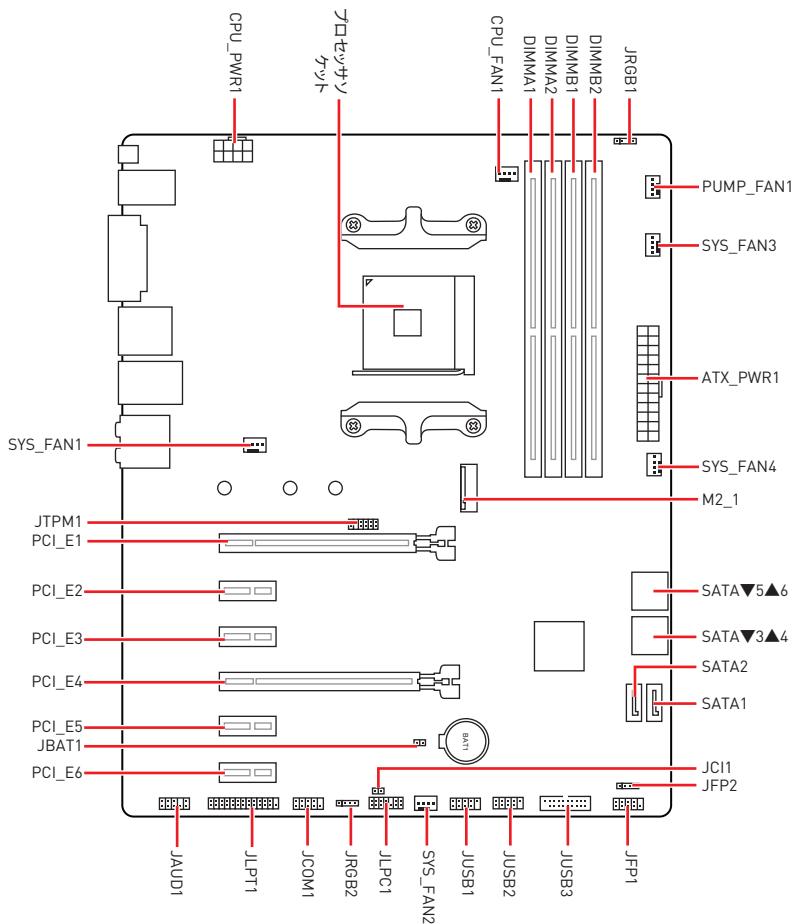 CPU_PWR1
プロセッサソ
ケット
CPU_FAN1
DIMMA1
DIMMA2
DIMMB1
DIMMB2
JRGB1
PUMP_FAN1
SYS_FAN3
ATX_PWR1
SYS_FAN1
SYS_FAN4
M2_1
JTPM1
PCI_E1
PCI_E2
SATA▼5▲6
PCI_E3
SATA▼3▲4
SATA2
PCI_E4
SATA1
PCI_E5
JBAT1
BAT1
PCI_E6
JCI1
JFP2
JAUD1
JLPT1
JCOM1
JRGB2
JLPC1
SYS_FAN2
JUSB1
JUSB2
JUSB3
JFP1